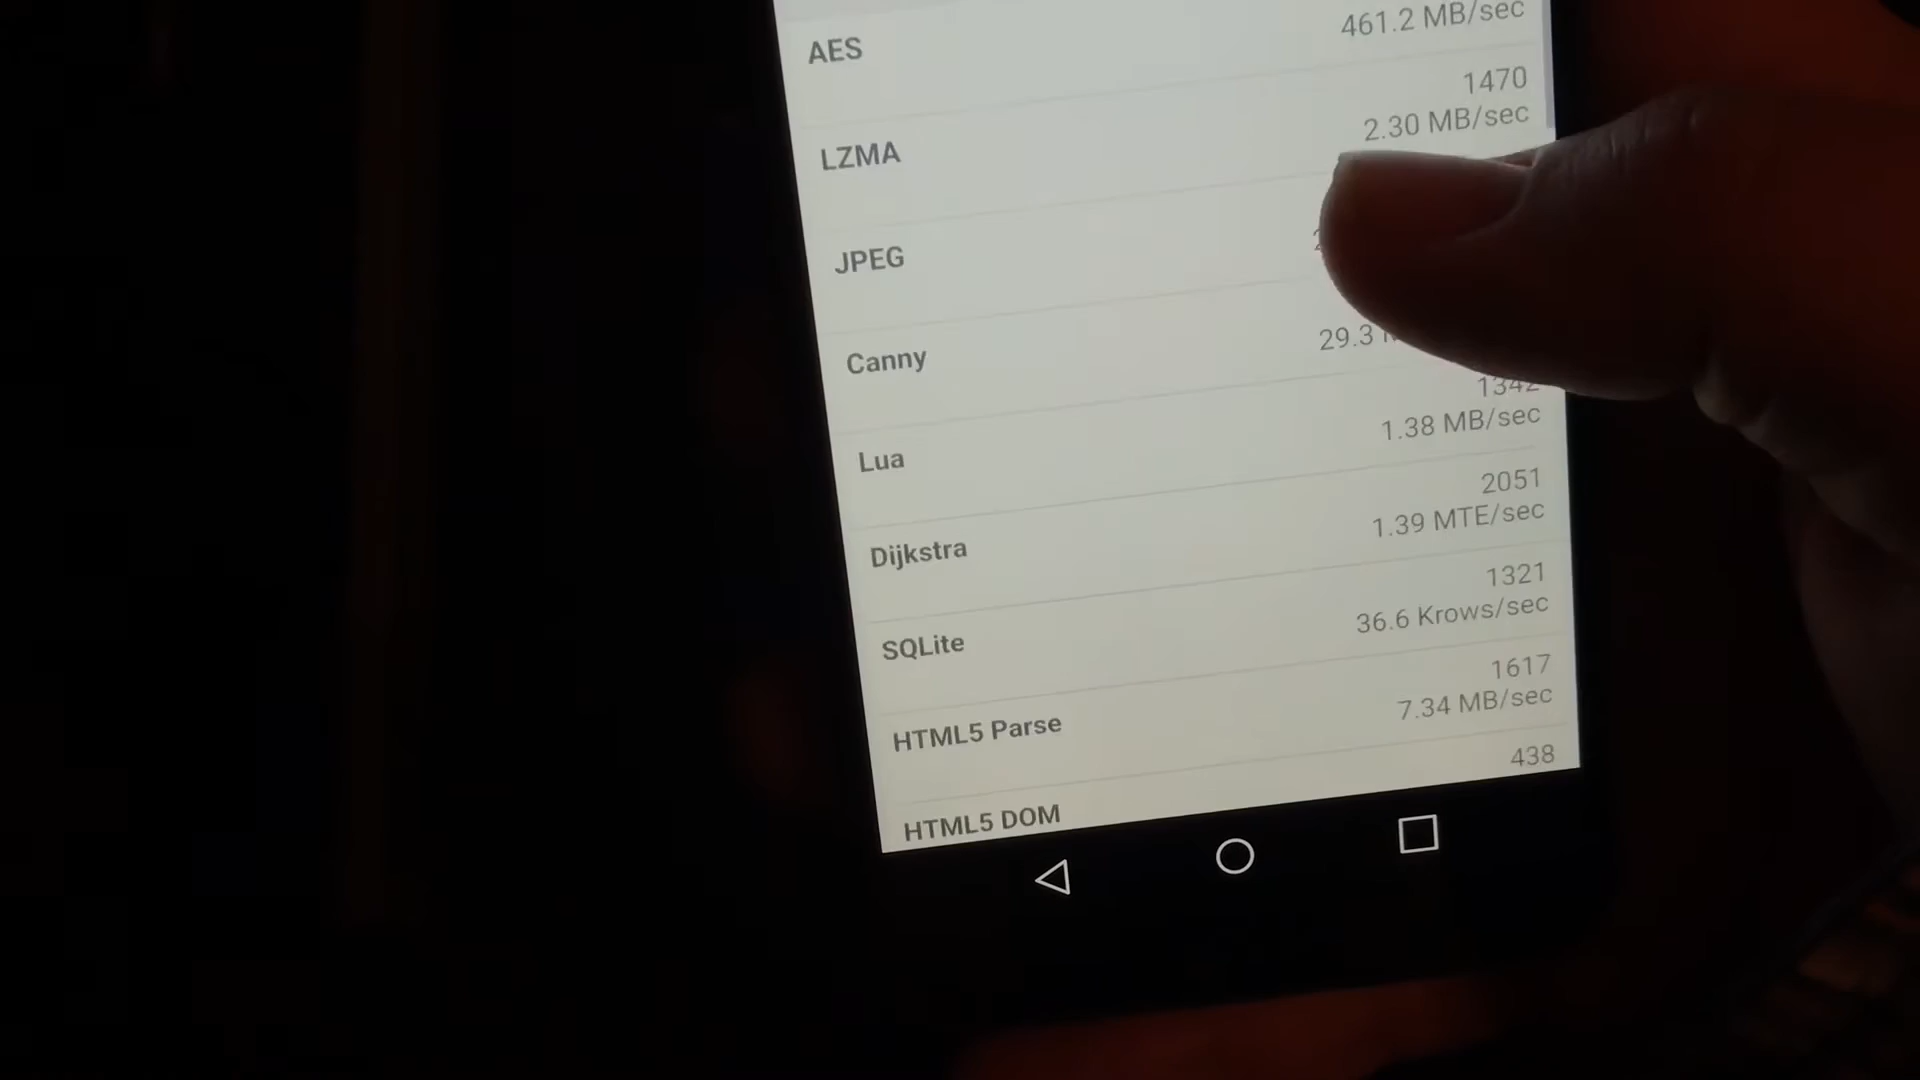 AES
461.2 MB/sec
LZMA
1470
2.30 MB/sec
JPEG
Canny
29.3
Lua
1342
1.38 MB/sec
Dijkstra
2051
1.39 MTE/sec
SQLite
1321
36.6 Krows/sec
HTML5 Parse
1617
7.34 MB/sec
HTML5 DOM
438